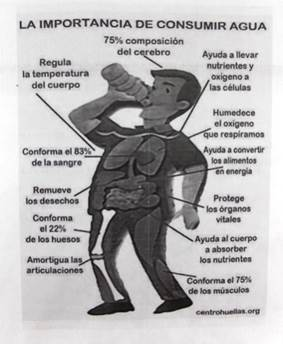 LA IMPORTANCIA DE CONSUMIR AGUA
75% composición
del cerebro
Regula
la temperatura
del cuerpo
Ayuda a llevar
nutrientes y
oxigeno a
las células
Humedece
el oxígeno
que respiramos
Conforma el 83%
de la sangre
Ayuda a convertir
los alimentos
en energía
Remueve
los desechos
Protege
los órganos
vitales
Conforma
el 22%
de los huesos
Ayuda al cuerpo
a absorber
los nutrientes
Amortigua las
articulaciones
Conforma el 75%
de los músculos
centrohuellas.org